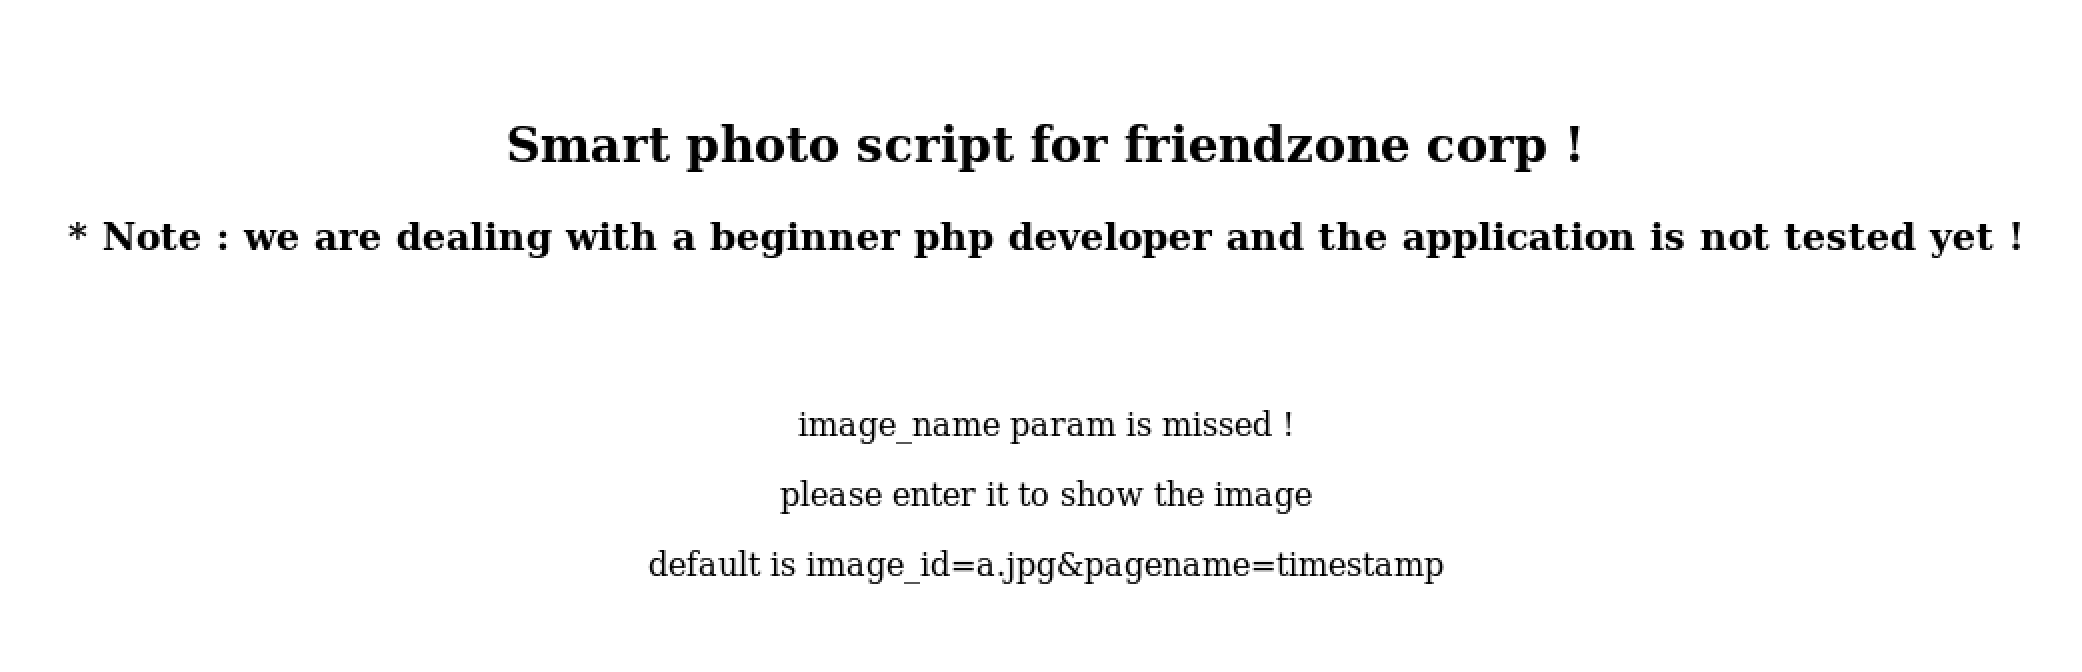 Smart photo script for friendzone corp !
* Note : we are dealing with a beginner php developer and the application is not tested yet !
image_name param is missed !
please enter it to show the image
default is image_id=a.jpg&pagename=timestamp